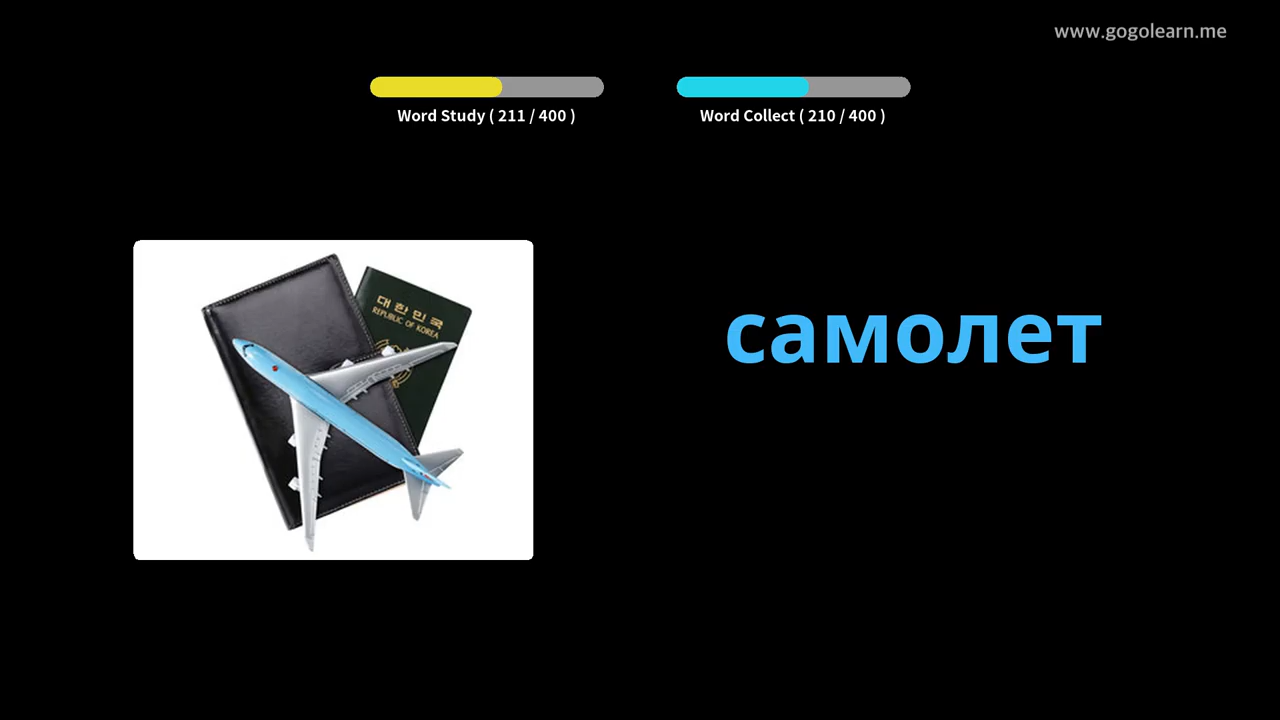 www.gogolearn.me
Word Study ( 211 / 400 )
Word Collect ( 210 / 400 )
대한민국
REPUBLIC OF KOREA
самолет